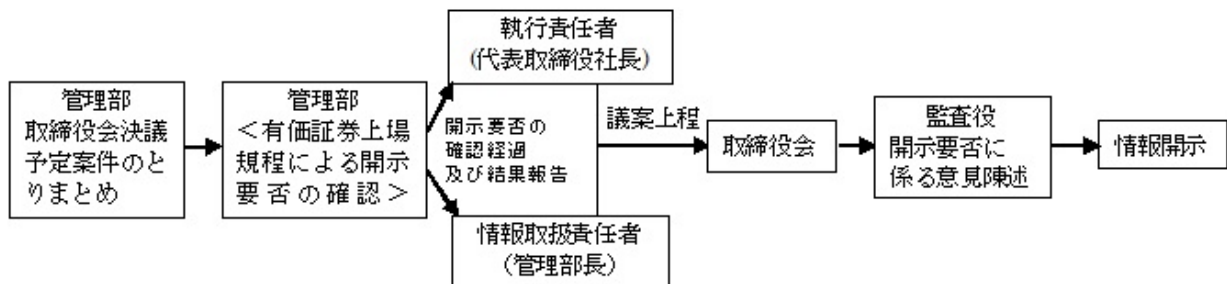 管理部
取締役会決議
予定案件のと
りまとめ
管理部
＜有価証券上場
規程による開示
要否の確認＞
執行責任者
(代表取締役社長)
開示要否の
確認経過
及び結果報告
情報取扱責任者
(管理部長)
議案上程
取締役会
監査役
開示要否に
係る意見陳述
情報開示